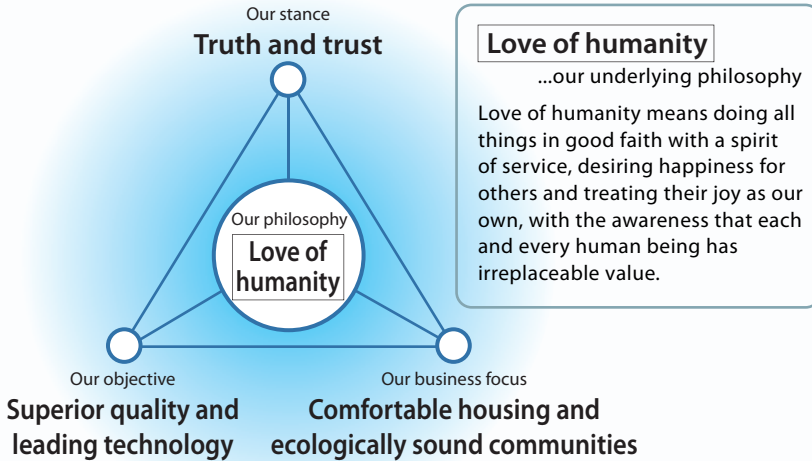 Our stance
Truth and trust
Our philosophy
Love of
humanity
Our objective
Superior quality and
leading technology
Our business focus
Comfortable housing and
ecologically sound communities
Love of humanity
...our underlying philosophy
Love of humanity means doing all
things in good faith with a spirit
of service, desiring happiness for
others and treating their joy as our
own, with the awareness that each
and every human being has
irreplaceable value.